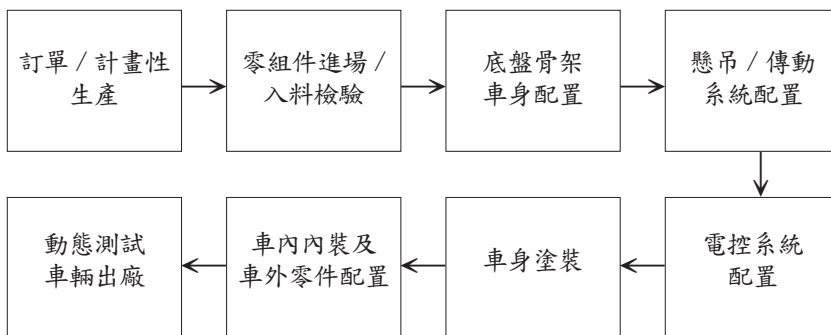 訂單／計畫性
生產
零組件進場／
入料檢驗
底盤骨架
車身配置
懸吊／傳動
系統配置
電控系統
配置
車身塗裝
車內內裝及
車外零件配置
動態測試
車輛出廠